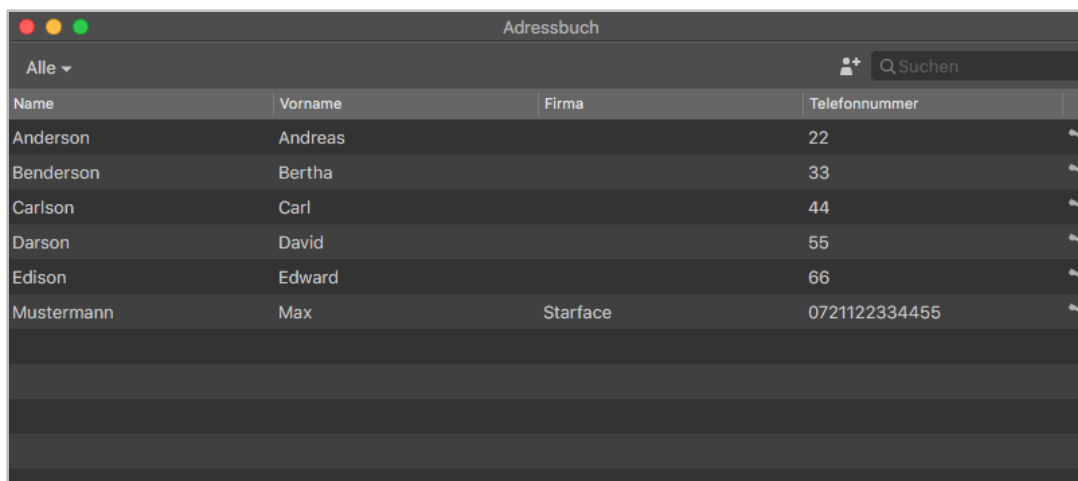 Adressbuch
Alle Suchen
Name Vorname Firma Telefonnummer
Anderson Andreas 22
Benderson Bertha 33
Carlson Carl 44
Darson David 55
Edison Edward 66
Mustermann Max Starface 0721122334455